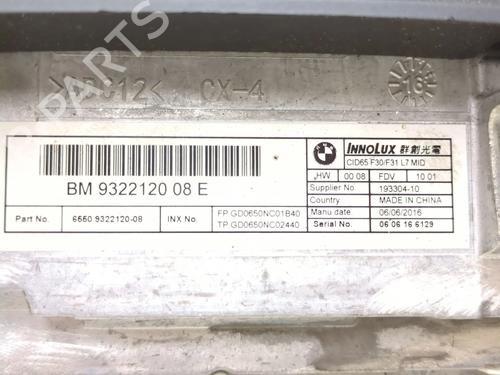 CX-4
16
BMW
INNOLUX 群創光電
CID65 F30/F31 L7 MID
HW 00 08 FDV 10 01
BM 9322120 08 E
Supplier No. 193304-10
Country MADE IN CHINA
Part No. 6550 9322120-08 INX No. FP GD0650NC01B40
TP GD0650NC02440
Manu date 06/06/2016
Serial No. 06 06 16 6129
B-PARTS